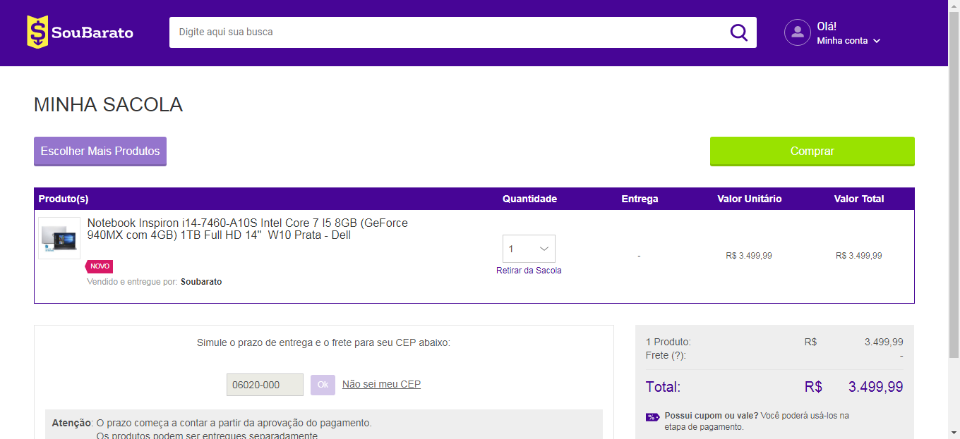 SouBarato
Digite aqui sua busca
Olá!
Minha conta
MINHA SACOLA
Escolher Mais Produtos
Comprar
Produto(s) Quantidade Entrega Valor Unitário Valor Total
Notebook Inspiron i14-7460-A10S Intel Core 7 I5 8GB (GeForce
940MX com 4GB) 1TB Full HD 14" W10 Prata - Dell
NOVO
Vendido e entregue por: Soubarato
1
Retirar da Sacola
-
R$ 3.499,99
R$ 3.499,99
Simule o prazo de entrega e o frete para seu CEP abaixo:
06020-000 Ok Não sei meu CEP
Atenção: O prazo começa a contar a partir da aprovação do pagamento.
Os produtos podem ser entregues separadamente.
1 Produto: R$ 3.499,99
Frete (?): -
Total: R$ 3.499,99
Possui cupom ou vale? Você poderá usá-los na
etapa de pagamento.